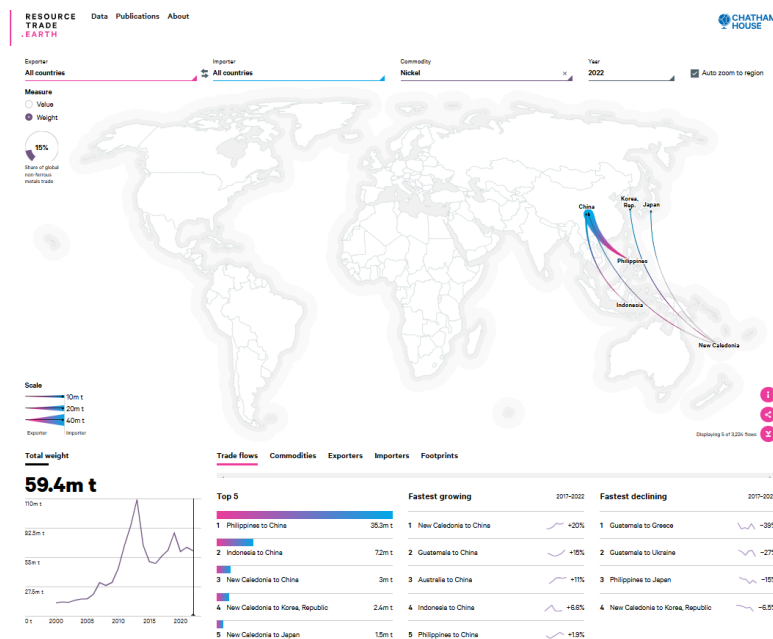 RESOURCE
TRADE
.EARTH
Data Publications About
CHATHAM
HOUSE
Exporter
All countries
Importer
All countries
Commodity
Nickel ×
Year
2022
Auto zoom to region
Measure
Value
Weight
15%
Share of global
non-ferrous
metals trade
China
Korea,
Rep.
Japan
Philippines
Indonesia
New Caledonia
Scale
10m t
20m t
40m t
Exporter Importer
Displaying 5 of 3,224 flows
Total weight
59.4m t
110m t
82.5m t
55m t
27.5m t
0 t 2000 2005 2010 2015 2020
Trade flows Commodities Exporters Importers Footprints
Top 5
1 Philippines to China 35.3m t
2 Indonesia to China 7.2m t
3 New Caledonia to China 3m t
4 New Caledonia to Korea, Republic 2.4m t
5 New Caledonia to Japan 1.5m t
Fastest growing 2017-2022
1 New Caledonia to China +20%
2 Guatemala to China +15%
3 Australia to China +11%
4 Indonesia to China +6.6%
5 Philippines to China +1.9%
Fastest declining 2017-202
1 Guatemala to Greece
2 Guatemala to Ukraine
3 Philippines to Japan
4 New Caledonia to Korea, Republic